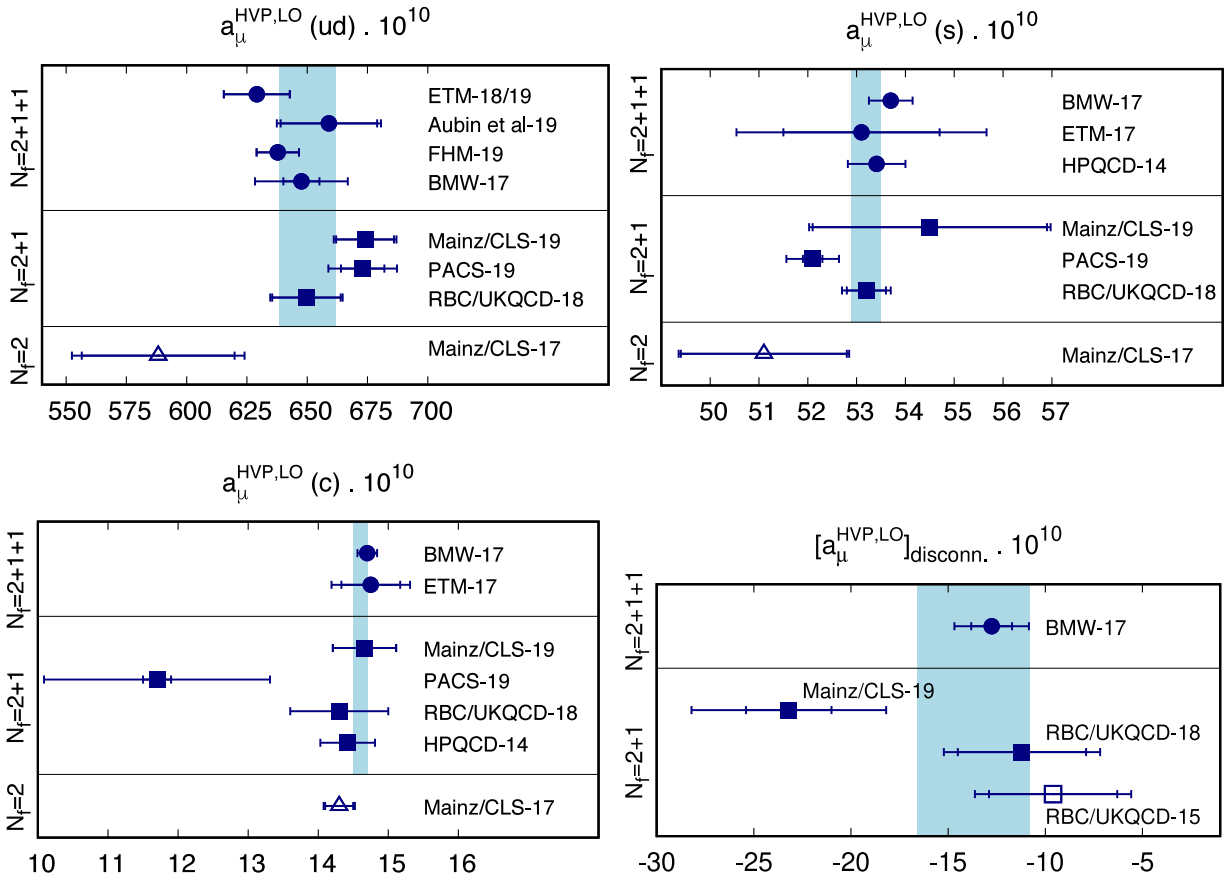 a_μ^{HVP,LO} (ud) . 10^{10}
N_f=2+1+1
ETM-18/19
Aubin et al-19
FHM-19
BMW-17
N_f=2+1
Mainz/CLS-19
PACS-19
RBC/UKQCD-18
N_f=2
Mainz/CLS-17
550 575 600 625 650 675 700
a_μ^{HVP,LO} (s) . 10^{10}
N_f=2+1+1
BMW-17
ETM-17
HPQCD-14
N_f=2+1
Mainz/CLS-19
PACS-19
RBC/UKQCD-18
N_f=2
Mainz/CLS-17
50 51 52 53 54 55 56 57
a_μ^{HVP,LO} (c) . 10^{10}
N_f=2+1+1
BMW-17
ETM-17
N_f=2+1
Mainz/CLS-19
PACS-19
RBC/UKQCD-18
HPQCD-14
N_f=2
Mainz/CLS-17
10 11 12 13 14 15 16
[a_μ^{HVP,LO}]_{disconn.} . 10^{10}
N_f=2+1+1
BMW-17
N_f=2+1
Mainz/CLS-19
RBC/UKQCD-18
RBC/UKQCD-15
-30 -25 -20 -15 -10 -5